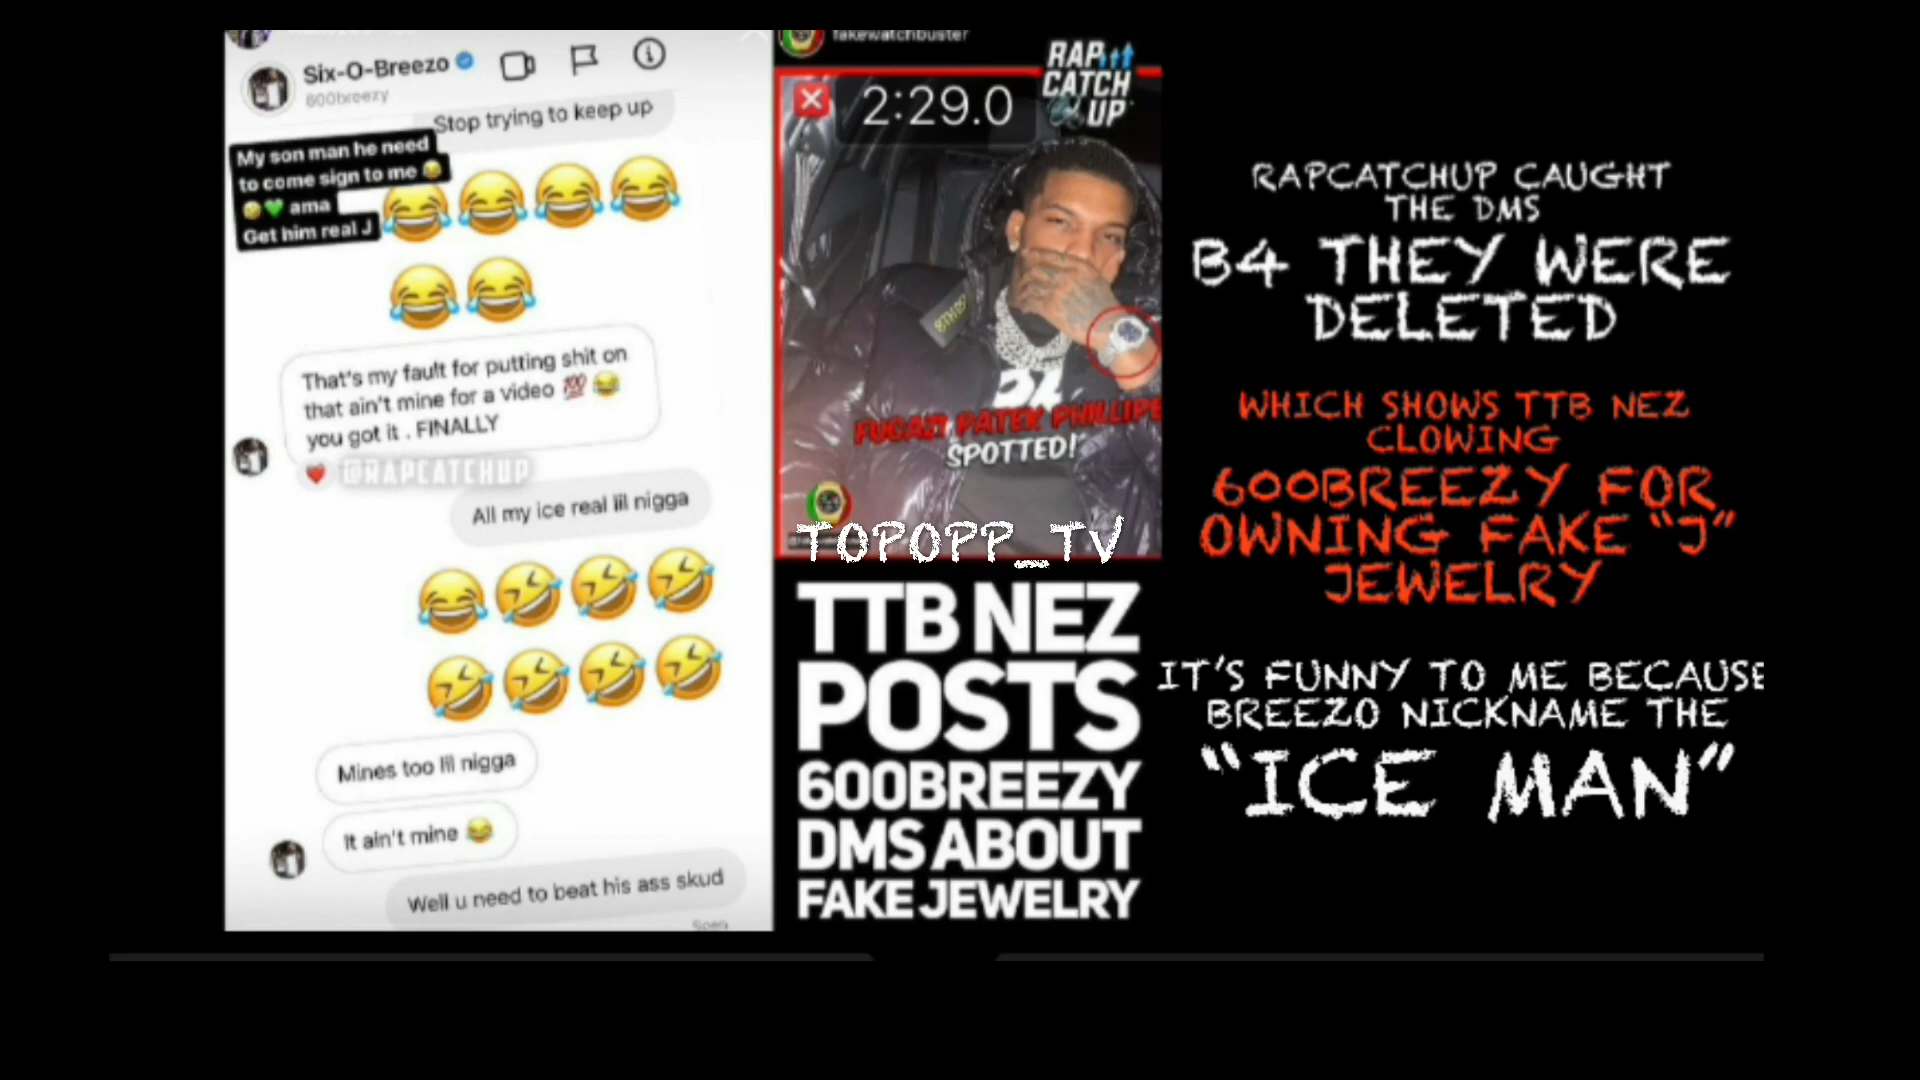 Six-O-Breezo
600breezy
Stop trying to keep up
My son man he need
to come sign to me 😂
🤣💚 ama
Get him real J
😂😂😂😂
😂😂
That's my fault for putting shit on
that ain't mine for a video 💯😂
you got it . FINALLY
❤️ @RAPCATCHUP
All my ice real lil nigga
😂🤣🤣🤣
🤣🤣🤣🤣
Mines too lil nigga
It ain't mine 😂
Well u need to beat his ass skud
Seen
fakewatchbuster
RAP
CATCH
UP
2:29.0
FUGAZI PATEK PHILLIPE
SPOTTED!
TOPOPP_TV
TTB NEZ
POSTS
600BREEZY
DMS ABOUT
FAKE JEWELRY
RAPCATCHUP CAUGHT
THE DMS
B4 THEY WERE
DELETED
WHICH SHOWS TTB NEZ
CLOWING
600BREEZY FOR
OWNING FAKE "J"
JEWELRY
IT'S FUNNY TO ME BECAUSE
BREEZO NICKNAME THE
"ICE MAN"